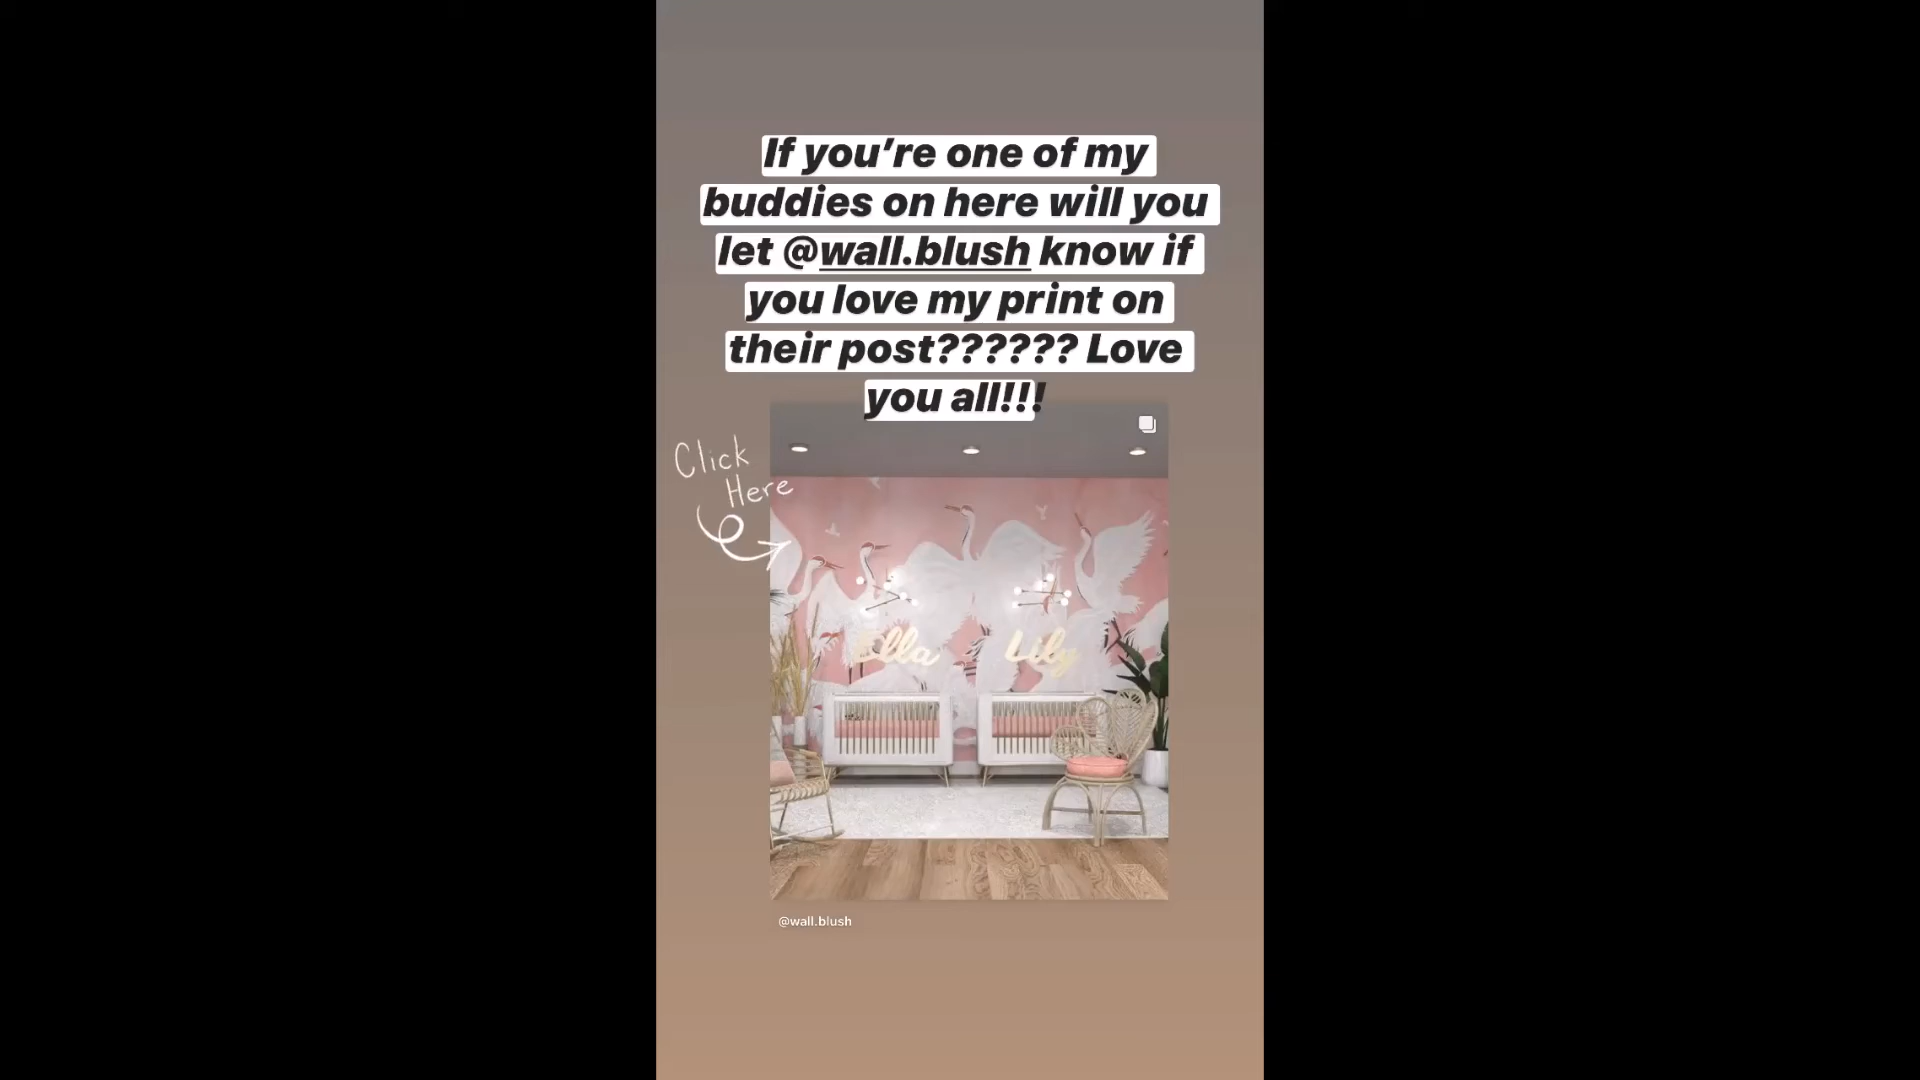 If you’re one of my
buddies on here will you
let @wall.blush know if
you love my print on
their post?????? Love
you all!!!
Click
Here
Ella
Lily
@wall.blush